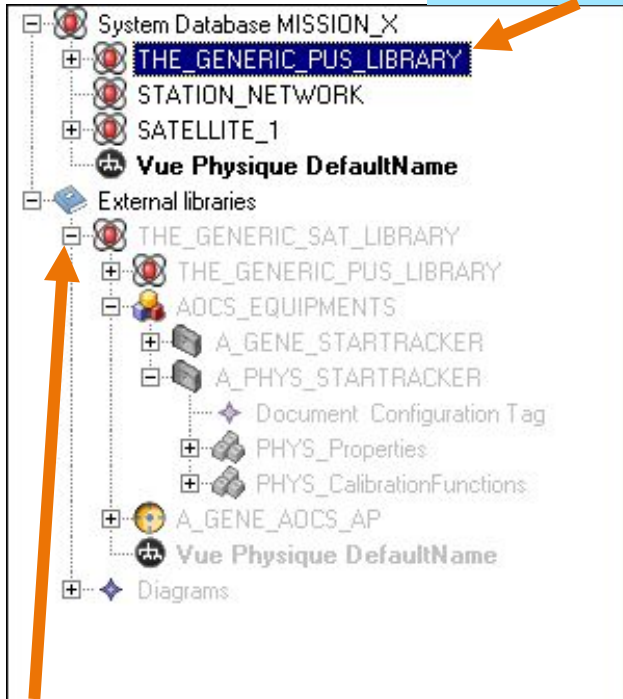 System Database MISSION_X
THE_GENERIC_PUS_LIBRARY
STATION_NETWORK
SATELLITE_1
Vue Physique DefaultName
External libraries
THE_GENERIC_SAT_LIBRARY
THE_GENERIC_PUS_LIBRARY
AOCS_EQUIPMENTS
A_GENE_STARTRACKER
A_PHYS_STARTRACKER
Document Configuration Tag
PHYS_Properties
PHYS_CalibrationFunctions
A_GENE_AOCS_AP
Vue Physique DefaultName
Diagrams